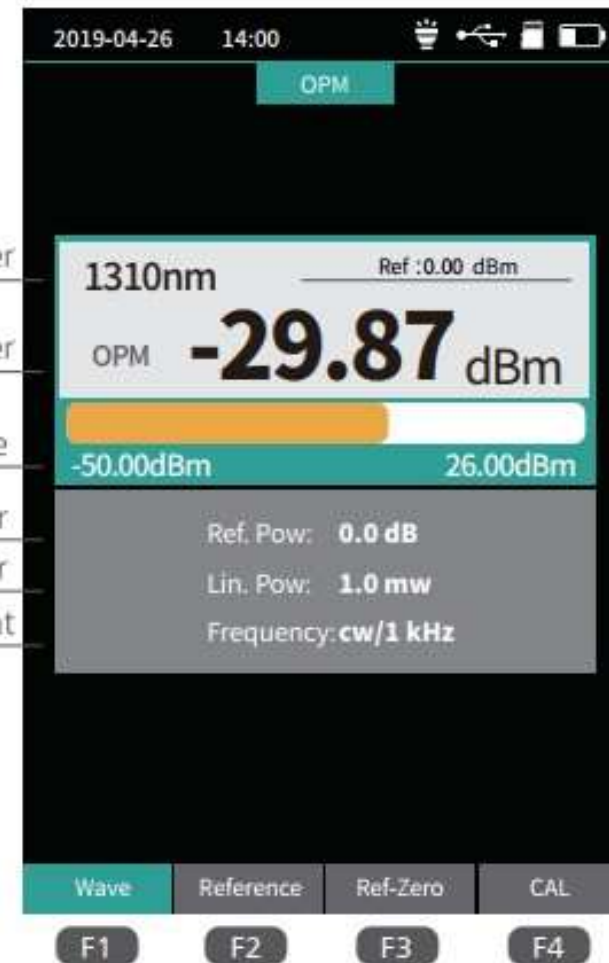 2019-04-26 14:00
OPM
1310nm Ref :0.00 dBm
OPM -29.87 dBm
-50.00dBm 26.00dBm
Ref. Pow: 0.0 dB
Lin. Pow: 1.0 mw
Frequency: cw/1 kHz
Wave Reference Ref-Zero CAL
F1 F2 F3 F4